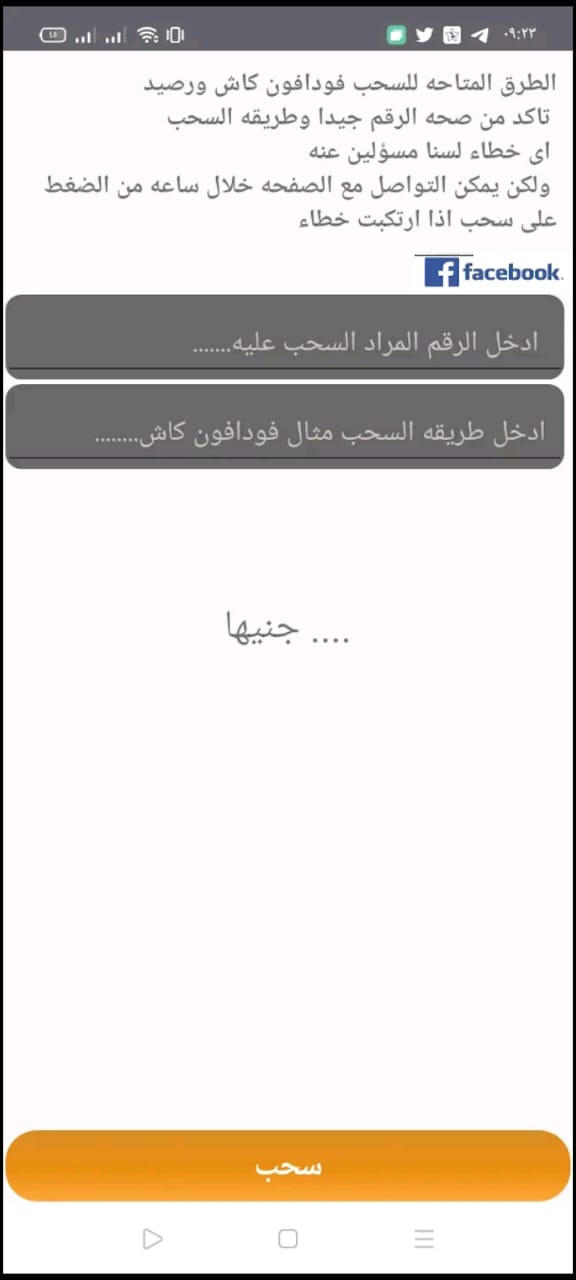 ٠٩:٢٣
٤٥
الطرق المتاحه للسحب فودافون كاش ورصيد
تاكد من صحه الرقم جيدا وطريقه السحب
اى خطاء لسنا مسؤلين عنه
ولكن يمكن التواصل مع الصفحه خلال ساعه من الضغط
على سحب اذا ارتكبت خطاء
facebook.
ادخل الرقم المراد السحب عليه.......
ادخل طريقه السحب مثال فودافون كاش........
.... جنيها
سحب